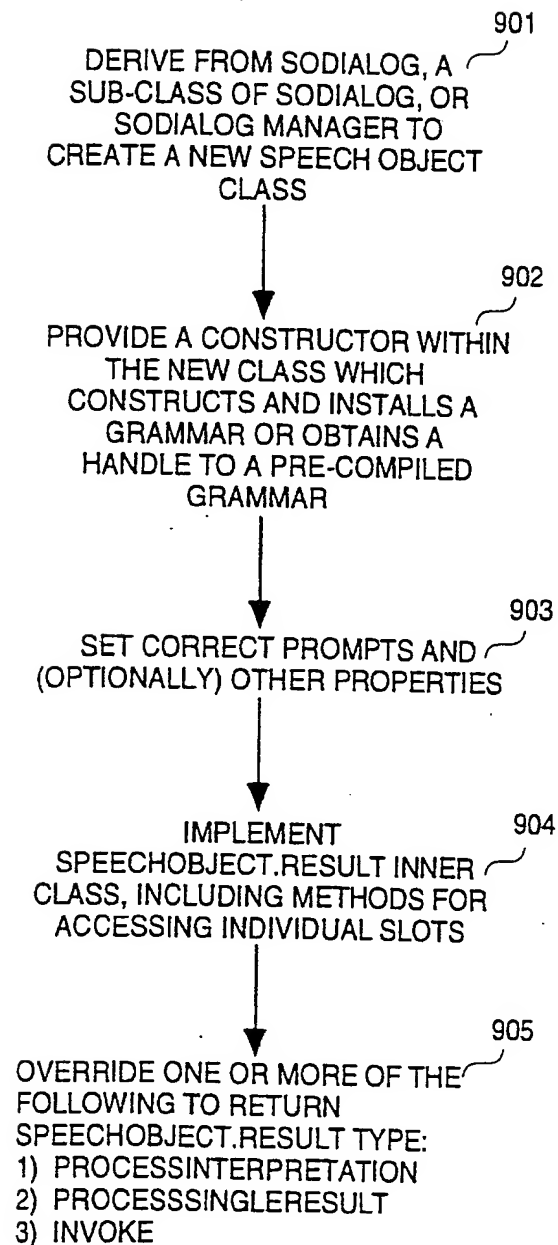 901
DERIVE FROM SODIALOG, A
SUB-CLASS OF SODIALOG, OR
SODIALOG MANAGER TO
CREATE A NEW SPEECH OBJECT
CLASS
902
PROVIDE A CONSTRUCTOR WITHIN
THE NEW CLASS WHICH
CONSTRUCTS AND INSTALLS A
GRAMMAR OR OBTAINS A
HANDLE TO A PRE-COMPILED
GRAMMAR
903
SET CORRECT PROMPTS AND
(OPTIONALLY) OTHER PROPERTIES
904
IMPLEMENT
SPEECHOBJECT.RESULT INNER
CLASS, INCLUDING METHODS FOR
ACCESSING INDIVIDUAL SLOTS
905
OVERRIDE ONE OR MORE OF THE
FOLLOWING TO RETURN
SPEECHOBJECT.RESULT TYPE:
1) PROCESSINTERPRETATION
2) PROCESSSINGLERESULT
3) INVOKE